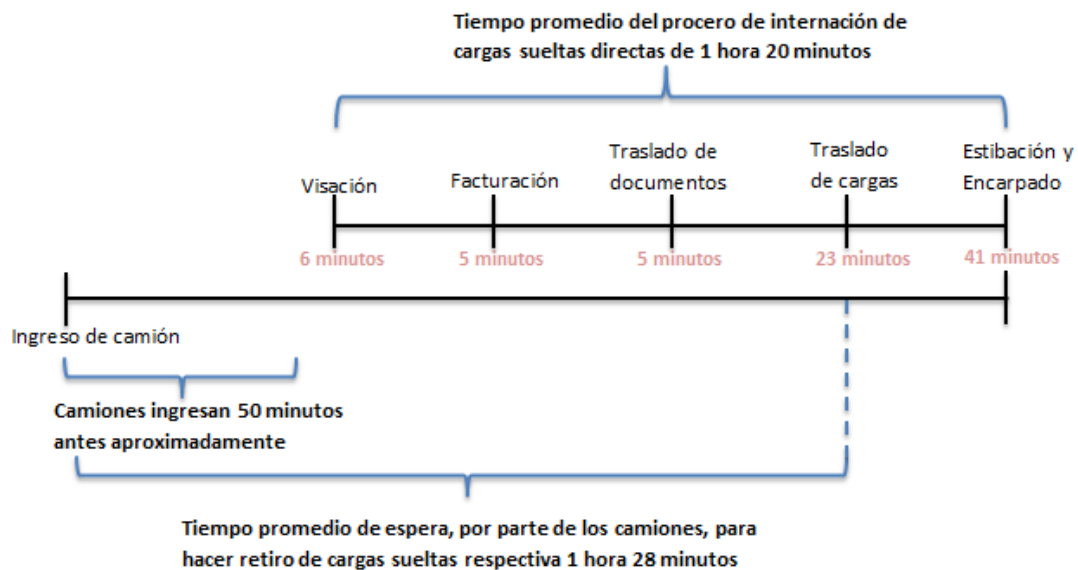 Tiempo promedio del procero de internación de
cargas sueltas directas de 1 hora 20 minutos
Visación
Facturación
Traslado de
documentos
Traslado
de cargas
Estibación y
Encarpado
6 minutos
5 minutos
5 minutos
23 minutos
41 minutos
Ingreso de camión
Camiones ingresan 50 minutos
antes aproximadamente
Tiempo promedio de espera, por parte de los camiones, para
hacer retiro de cargas sueltas respectiva 1 hora 28 minutos